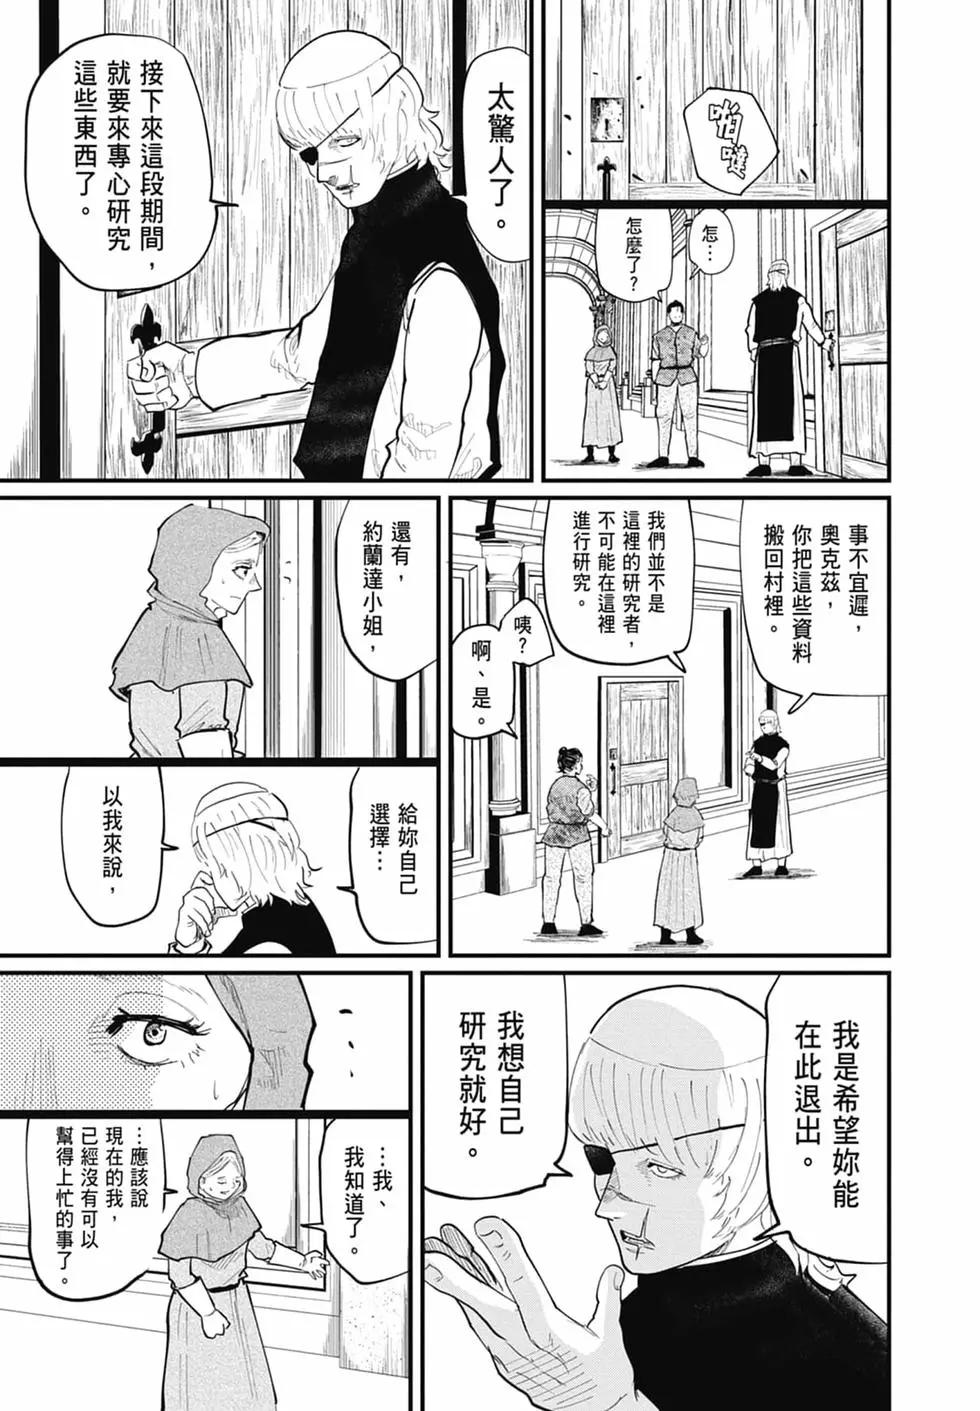 啪噠
怎…
怎麼了？
太驚人了。
接下來這段期間，
就要來專心研究
這些東西了。
事不宜遲，
奧克茲，
你把這些資料
搬回村裡。
我們並不是
這裡的研究者，
不可能在這裡
進行研究。
咦？
啊、是。
還有，
約蘭達小姐，
給妳自己
選擇…
以我來說，
我是希望妳能
在此退出。
我想自己
研究就好。
…
…我、
我知道了。
…應該說
現在的我，
已經沒有可以
幫得上忙的事了。